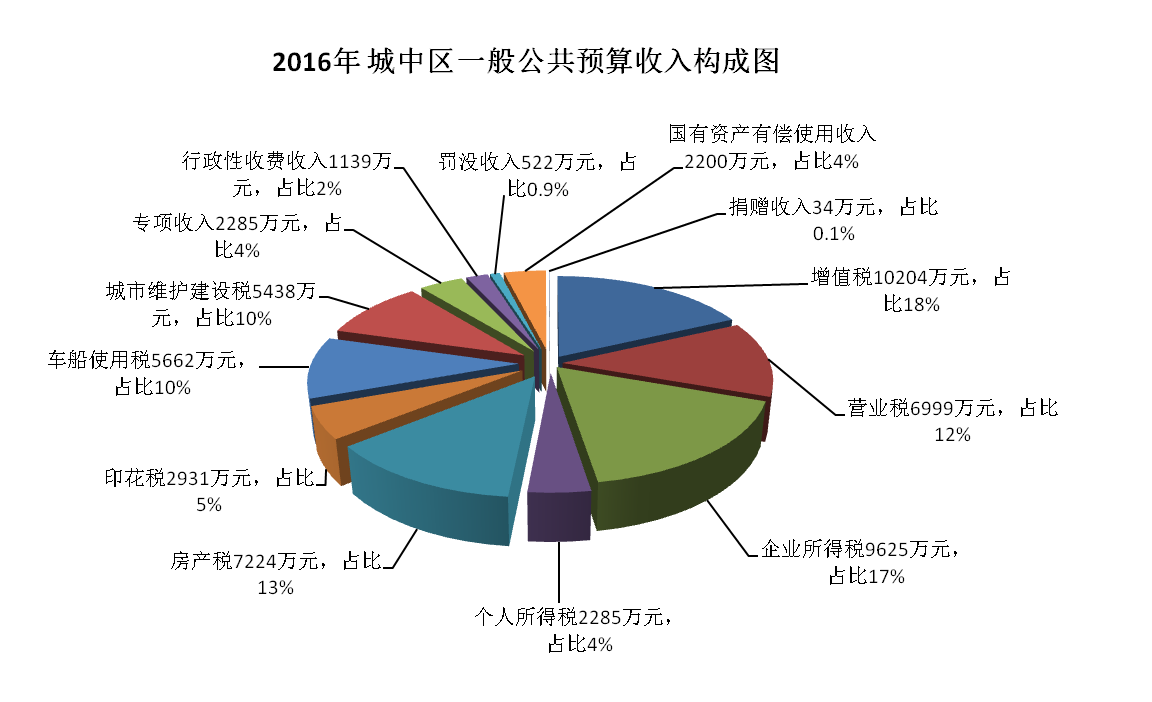 2016年 城中区一般公共预算收入构成图
国有资产有偿使用收入
2200万元，占比4%
行政性收费收入1139万
元，占比2%
罚没收入522万元，占
比0.9%
捐赠收入34万元，占比
0.1%
专项收入2285万元，占
比4%
增值税10204万元，占
比18%
城市维护建设税5438万
元，占比10%
车船使用税5662万元，
占比10%
营业税6999万元，占比
12%
印花税2931万元，占比
5%
房产税7224万元，占比
13%
企业所得税9625万元，
占比17%
个人所得税2285万元，
占比4%